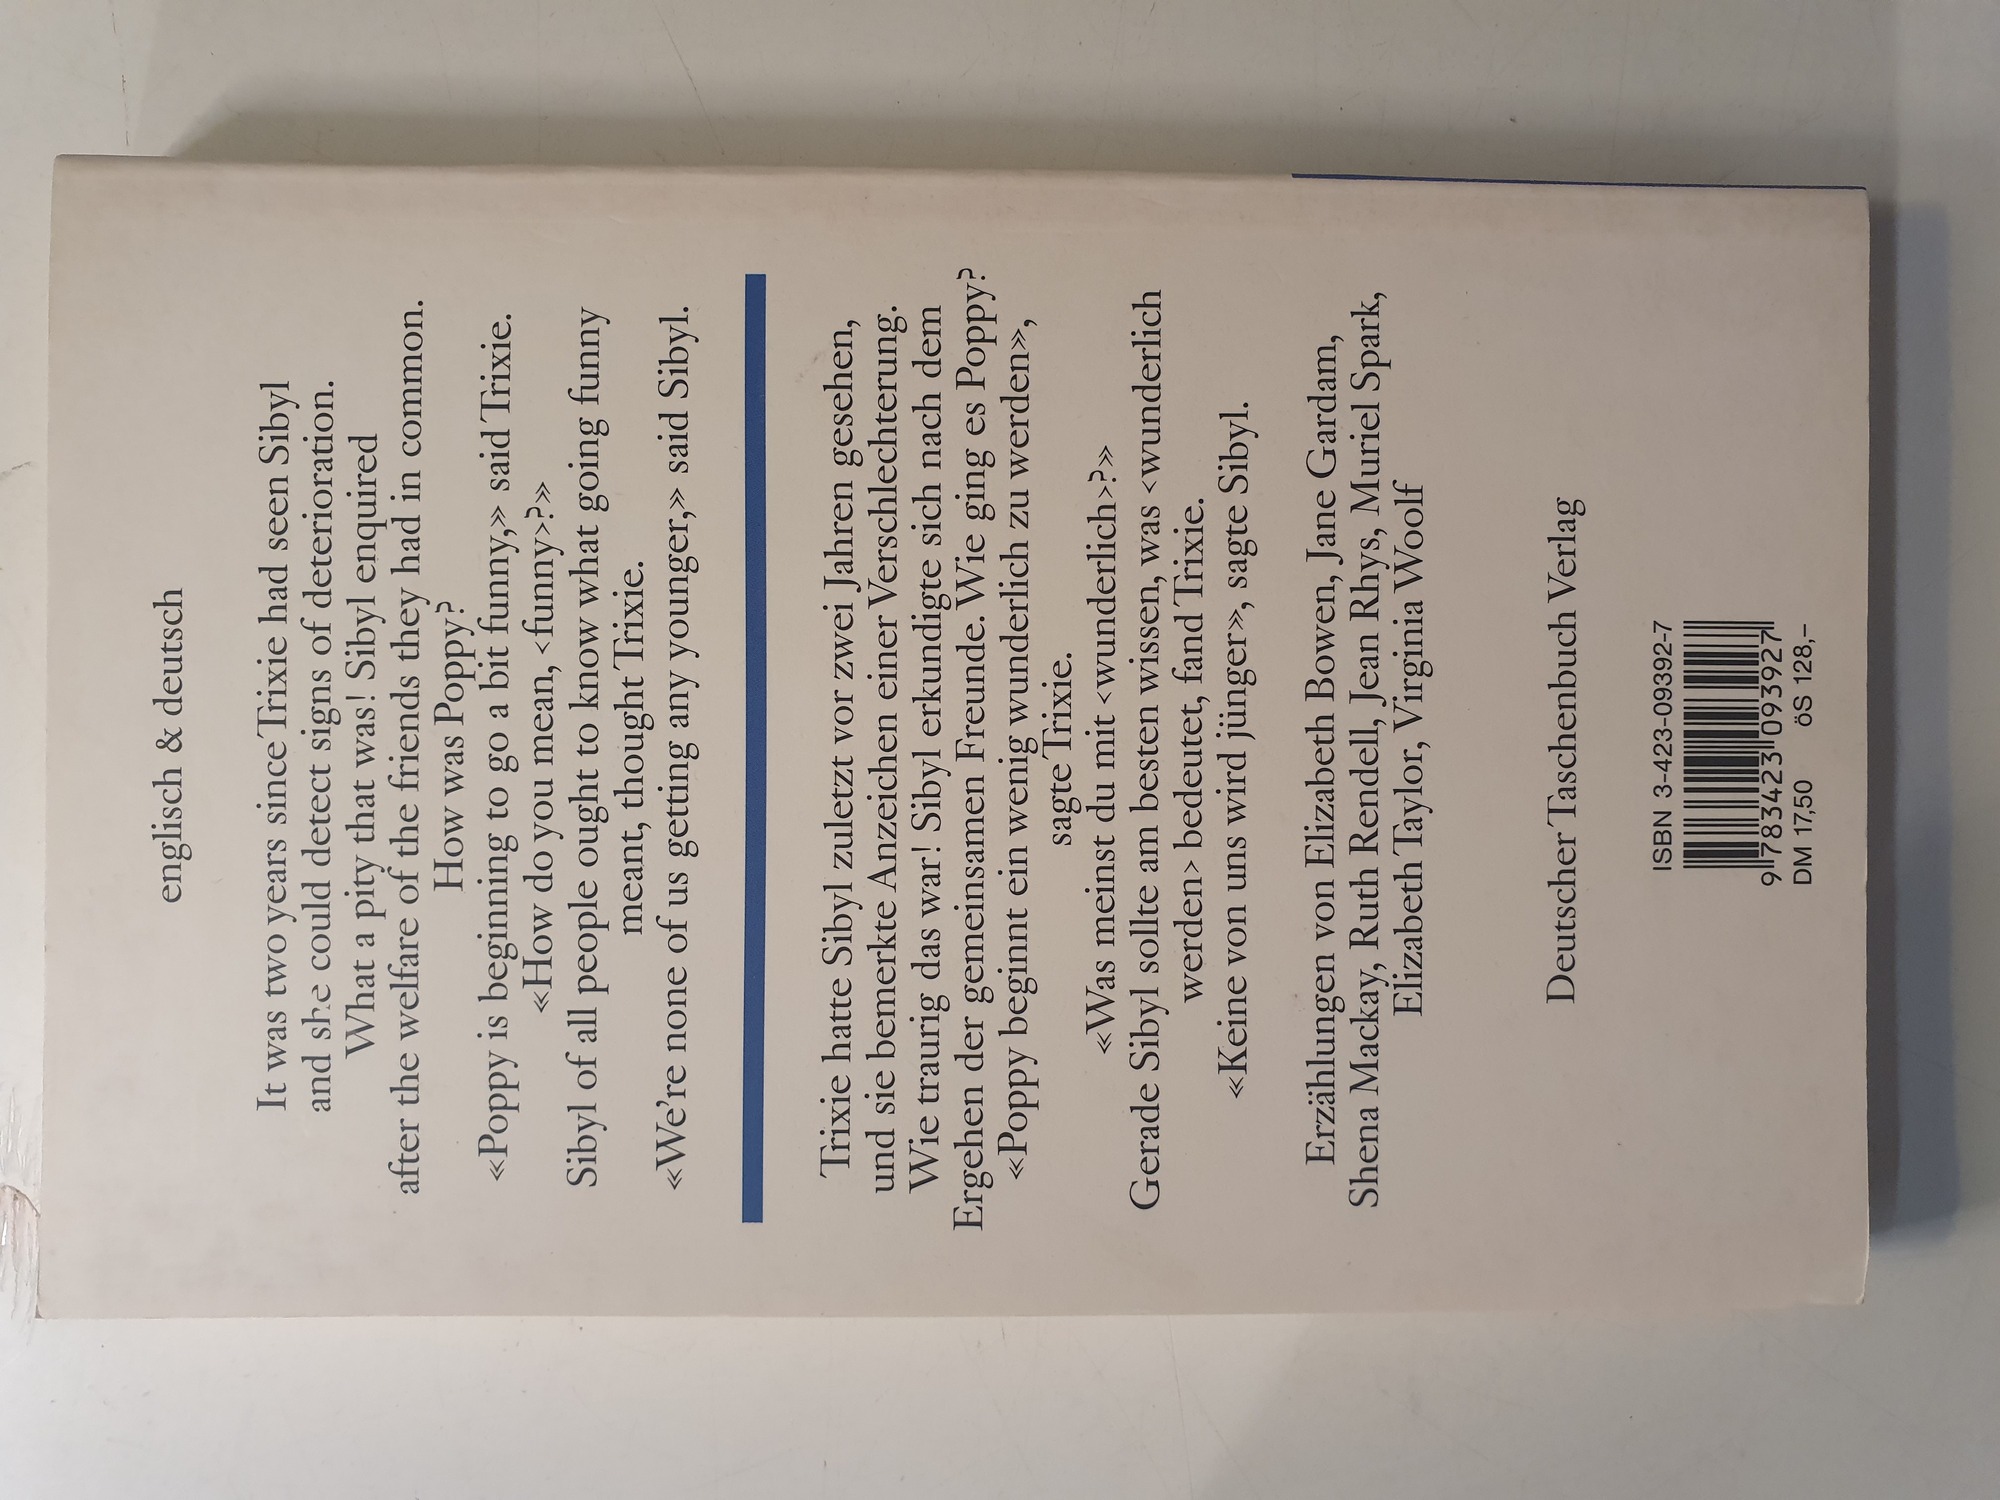 englisch & deutsch
It was two years since Trixie had seen Sibyl
and she could detect signs of deterioration.
What a pity that was! Sibyl enquired
after the welfare of the friends they had in common.
How was Poppy?
«Poppy is beginning to go a bit funny,» said Trixie.
«How do you mean, ‹funny›?»
Sibyl of all people ought to know what going funny
meant, thought Trixie.
«We’re none of us getting any younger,» said Sibyl.
Trixie hatte Sibyl zuletzt vor zwei Jahren gesehen,
und sie bemerkte Anzeichen einer Verschlechterung.
Wie traurig das war! Sibyl erkundigte sich nach dem
Ergehen der gemeinsamen Freunde. Wie ging es Poppy?
«Poppy beginnt ein wenig wunderlich zu werden»,
sagte Trixie.
«Was meinst du mit ‹wunderlich›?»
Gerade Sibyl sollte am besten wissen, was ‹wunderlich
werden› bedeutet, fand Trixie.
«Keine von uns wird jünger», sagte Sibyl.
Erzählungen von Elizabeth Bowen, Jane Gardam,
Shena Mackay, Ruth Rendell, Jean Rhys, Muriel Spark,
Elizabeth Taylor, Virginia Woolf
Deutscher Taschenbuch Verlag
ISBN 3-423-09392-7
9 783423 093927
DM 17,50 öS 128,–